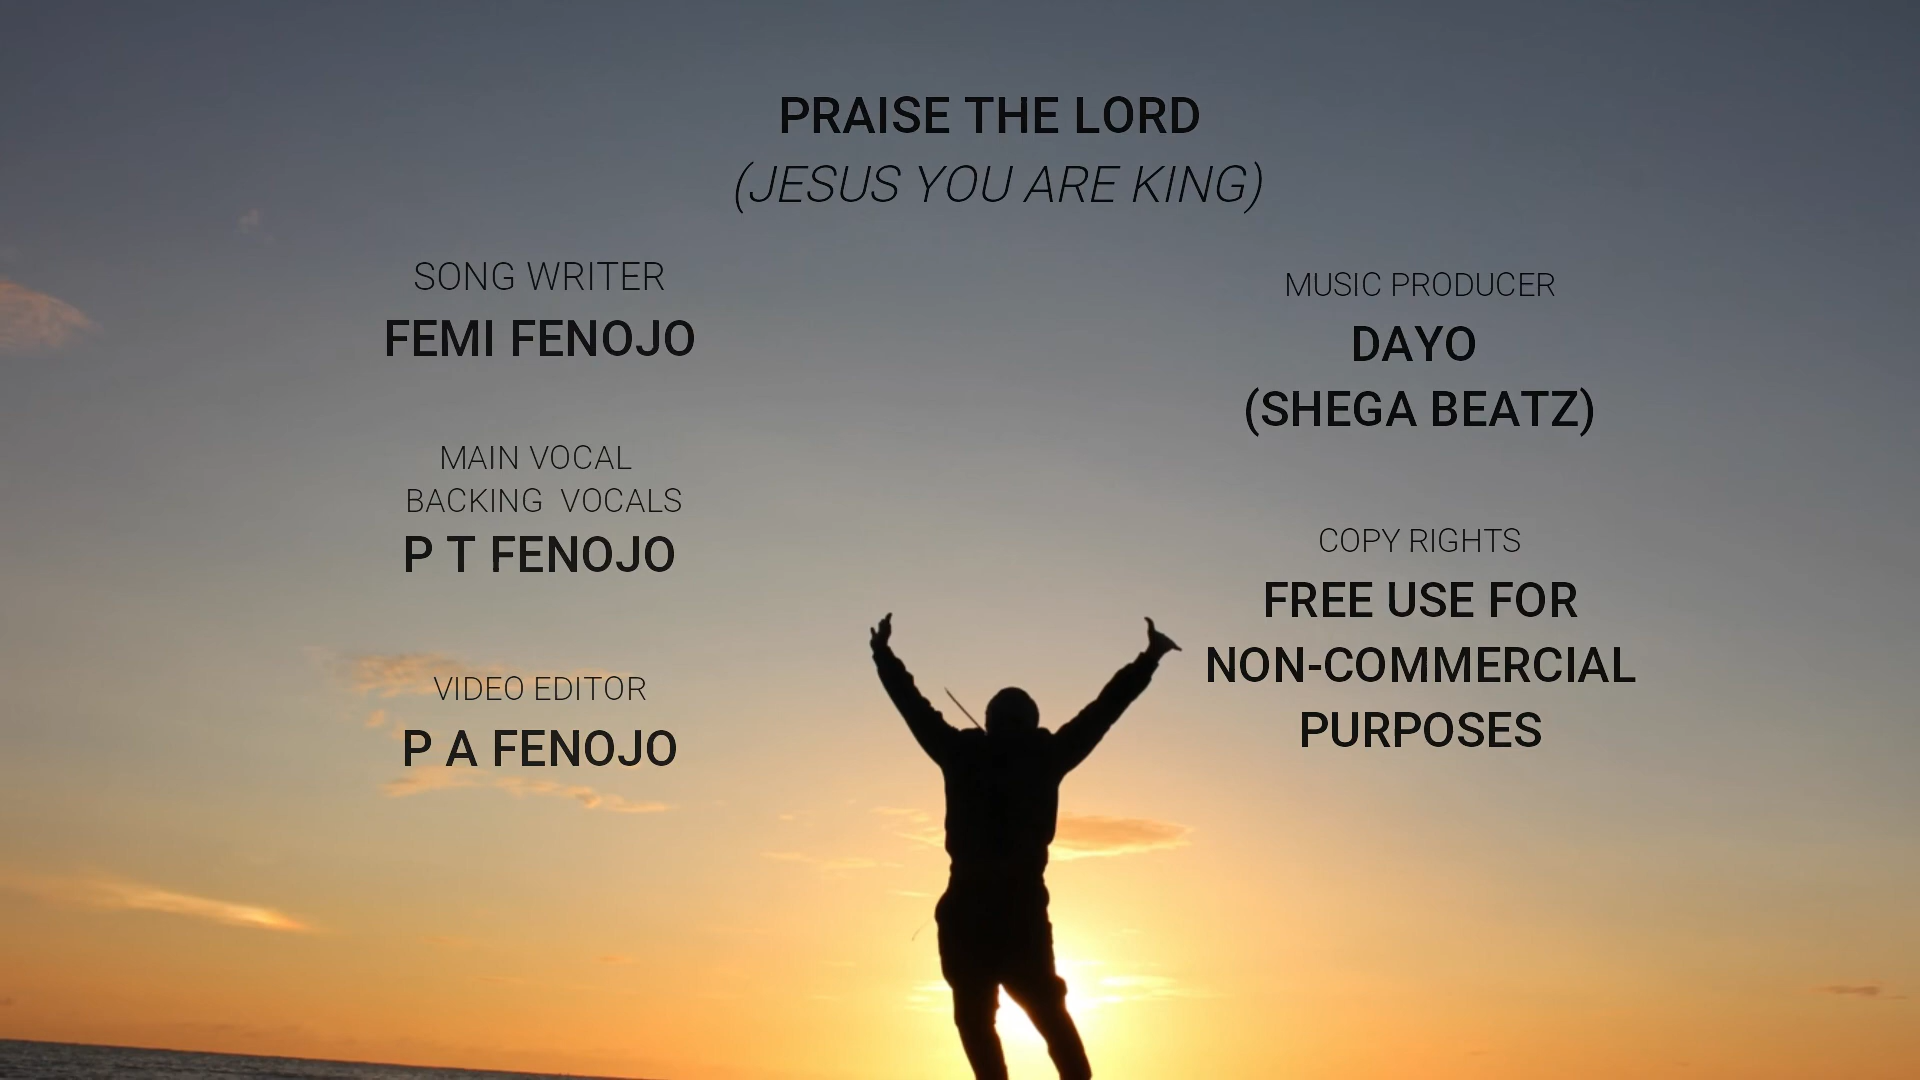 PRAISE THE LORD
(JESUS YOU ARE KING)
SONG WRITER
FEMI FENOJO
MAIN VOCAL
BACKING  VOCALS
P T FENOJO
VIDEO EDITOR
P A FENOJO
MUSIC PRODUCER
DAYO
(SHEGA BEATZ)
COPY RIGHTS
FREE USE FOR
NON-COMMERCIAL
PURPOSES